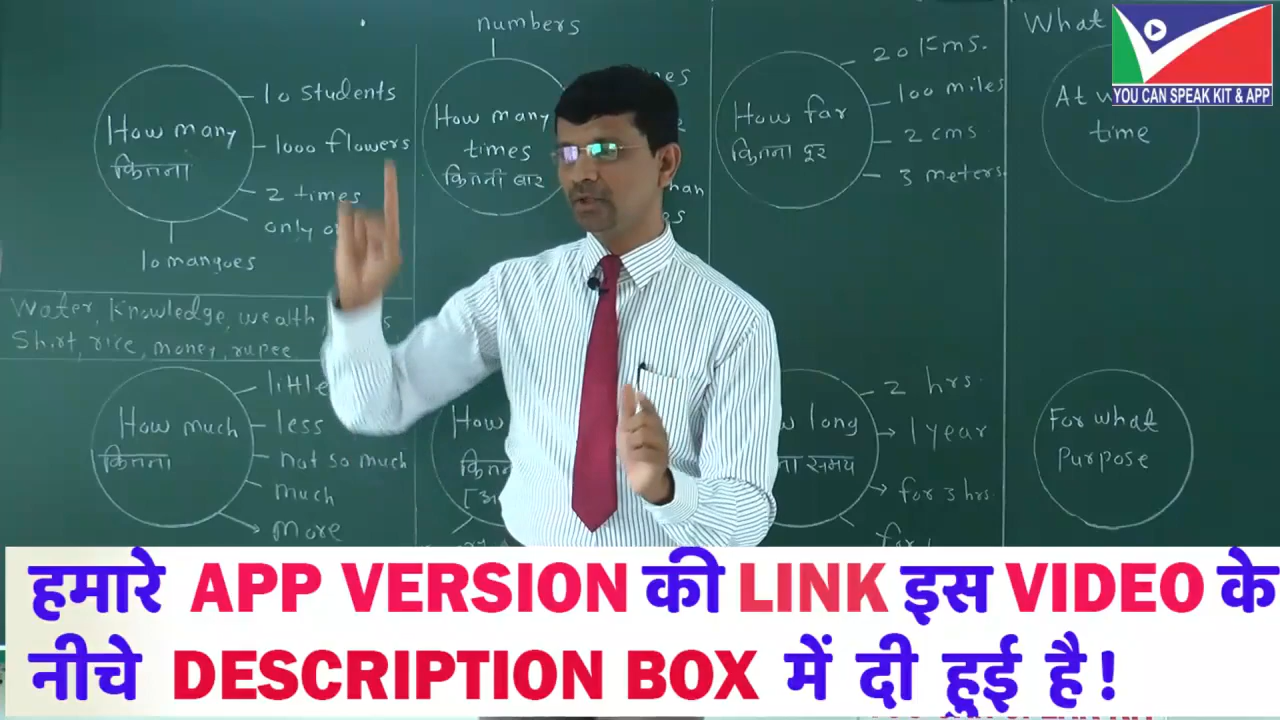 numbers
What
YOU CAN SPEAK KIT & APP
How many
कितना
10 Students
1000 flowers
2 times
only
10 mangoes
How many
times
कितनी बार
How far
कितना दूर
20 Kms.
100 miles
2 cms
3 meters
At
time
Water, Knowledge, wealth,
Shirt, rice, money, rupee
How much
कितना
little
less
not so much
much
More
How
long
समय
2 hrs.
1 year
for 3 hrs
For what
Purpose
हमारे APP VERSION की LINK इस VIDEO के
नीचे DESCRIPTION BOX में दी हुई है!